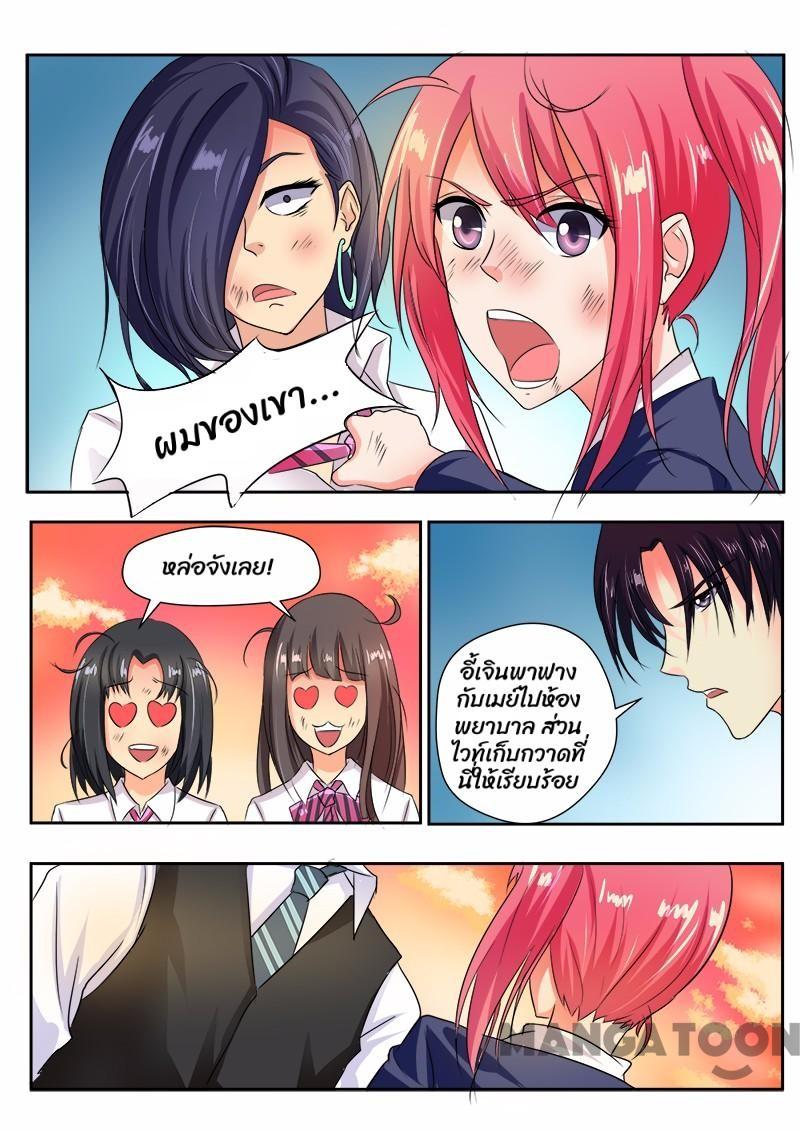 ผมของเขา...
หล่อจังเลย!
อี้เจินพาฟาง
กับเมย์ไปห้อง
พยาบาล ส่วน
ไวท์เก็บกวาดที่
นี่ให้เรียบร้อย
MANGATOON